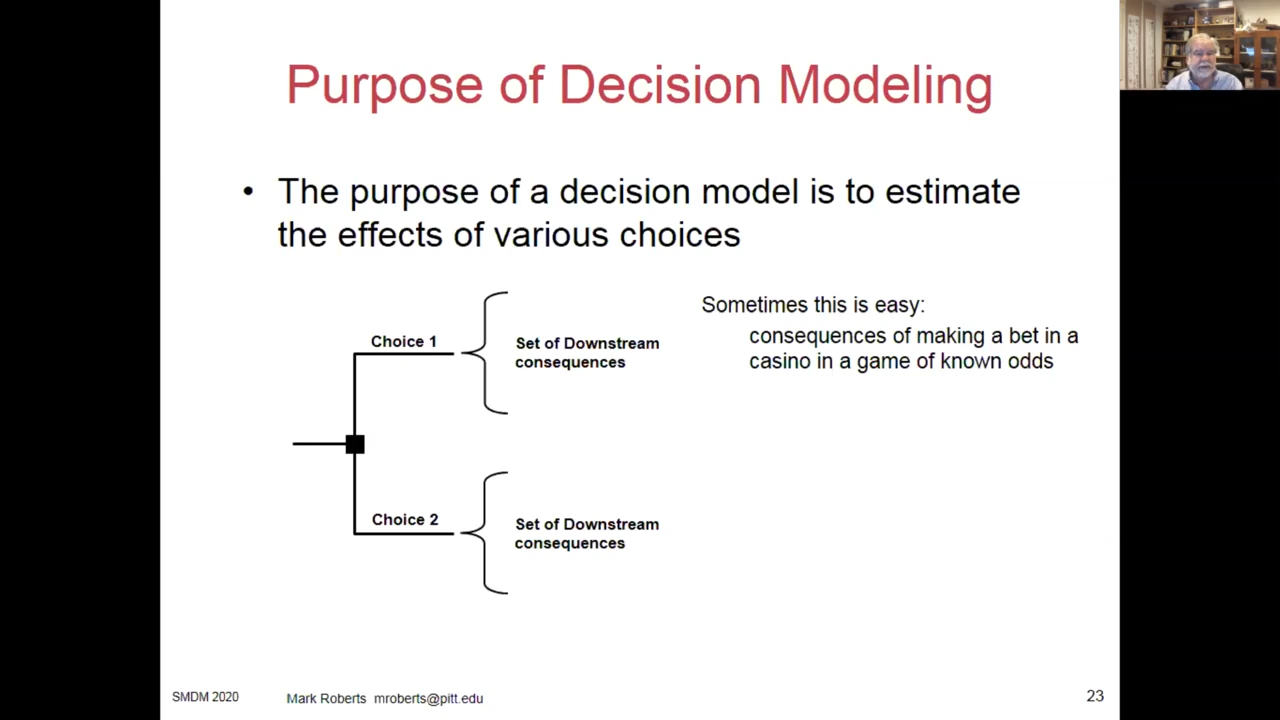 Purpose of Decision Modeling
• The purpose of a decision model is to estimate
the effects of various choices
Sometimes this is easy:
consequences of making a bet in a
casino in a game of known odds
Choice 1
Set of Downstream
consequences
Choice 2
Set of Downstream
consequences
SMDM 2020
Mark Roberts mroberts@pitt.edu
23